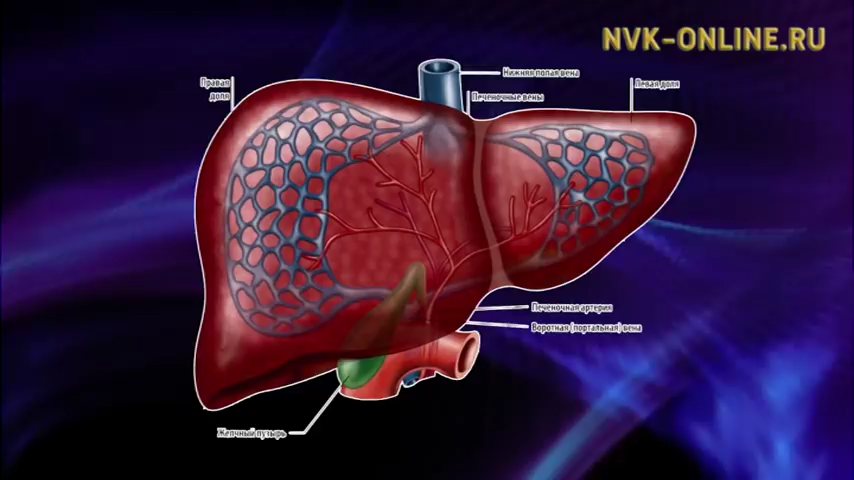 NVK-ONLINE.RU
Нижняя полая вена
Правая
доля
Левая доля
Печеночные вены
Печеночная артерия
Воротная (портальная) вена
Желчный пузырь